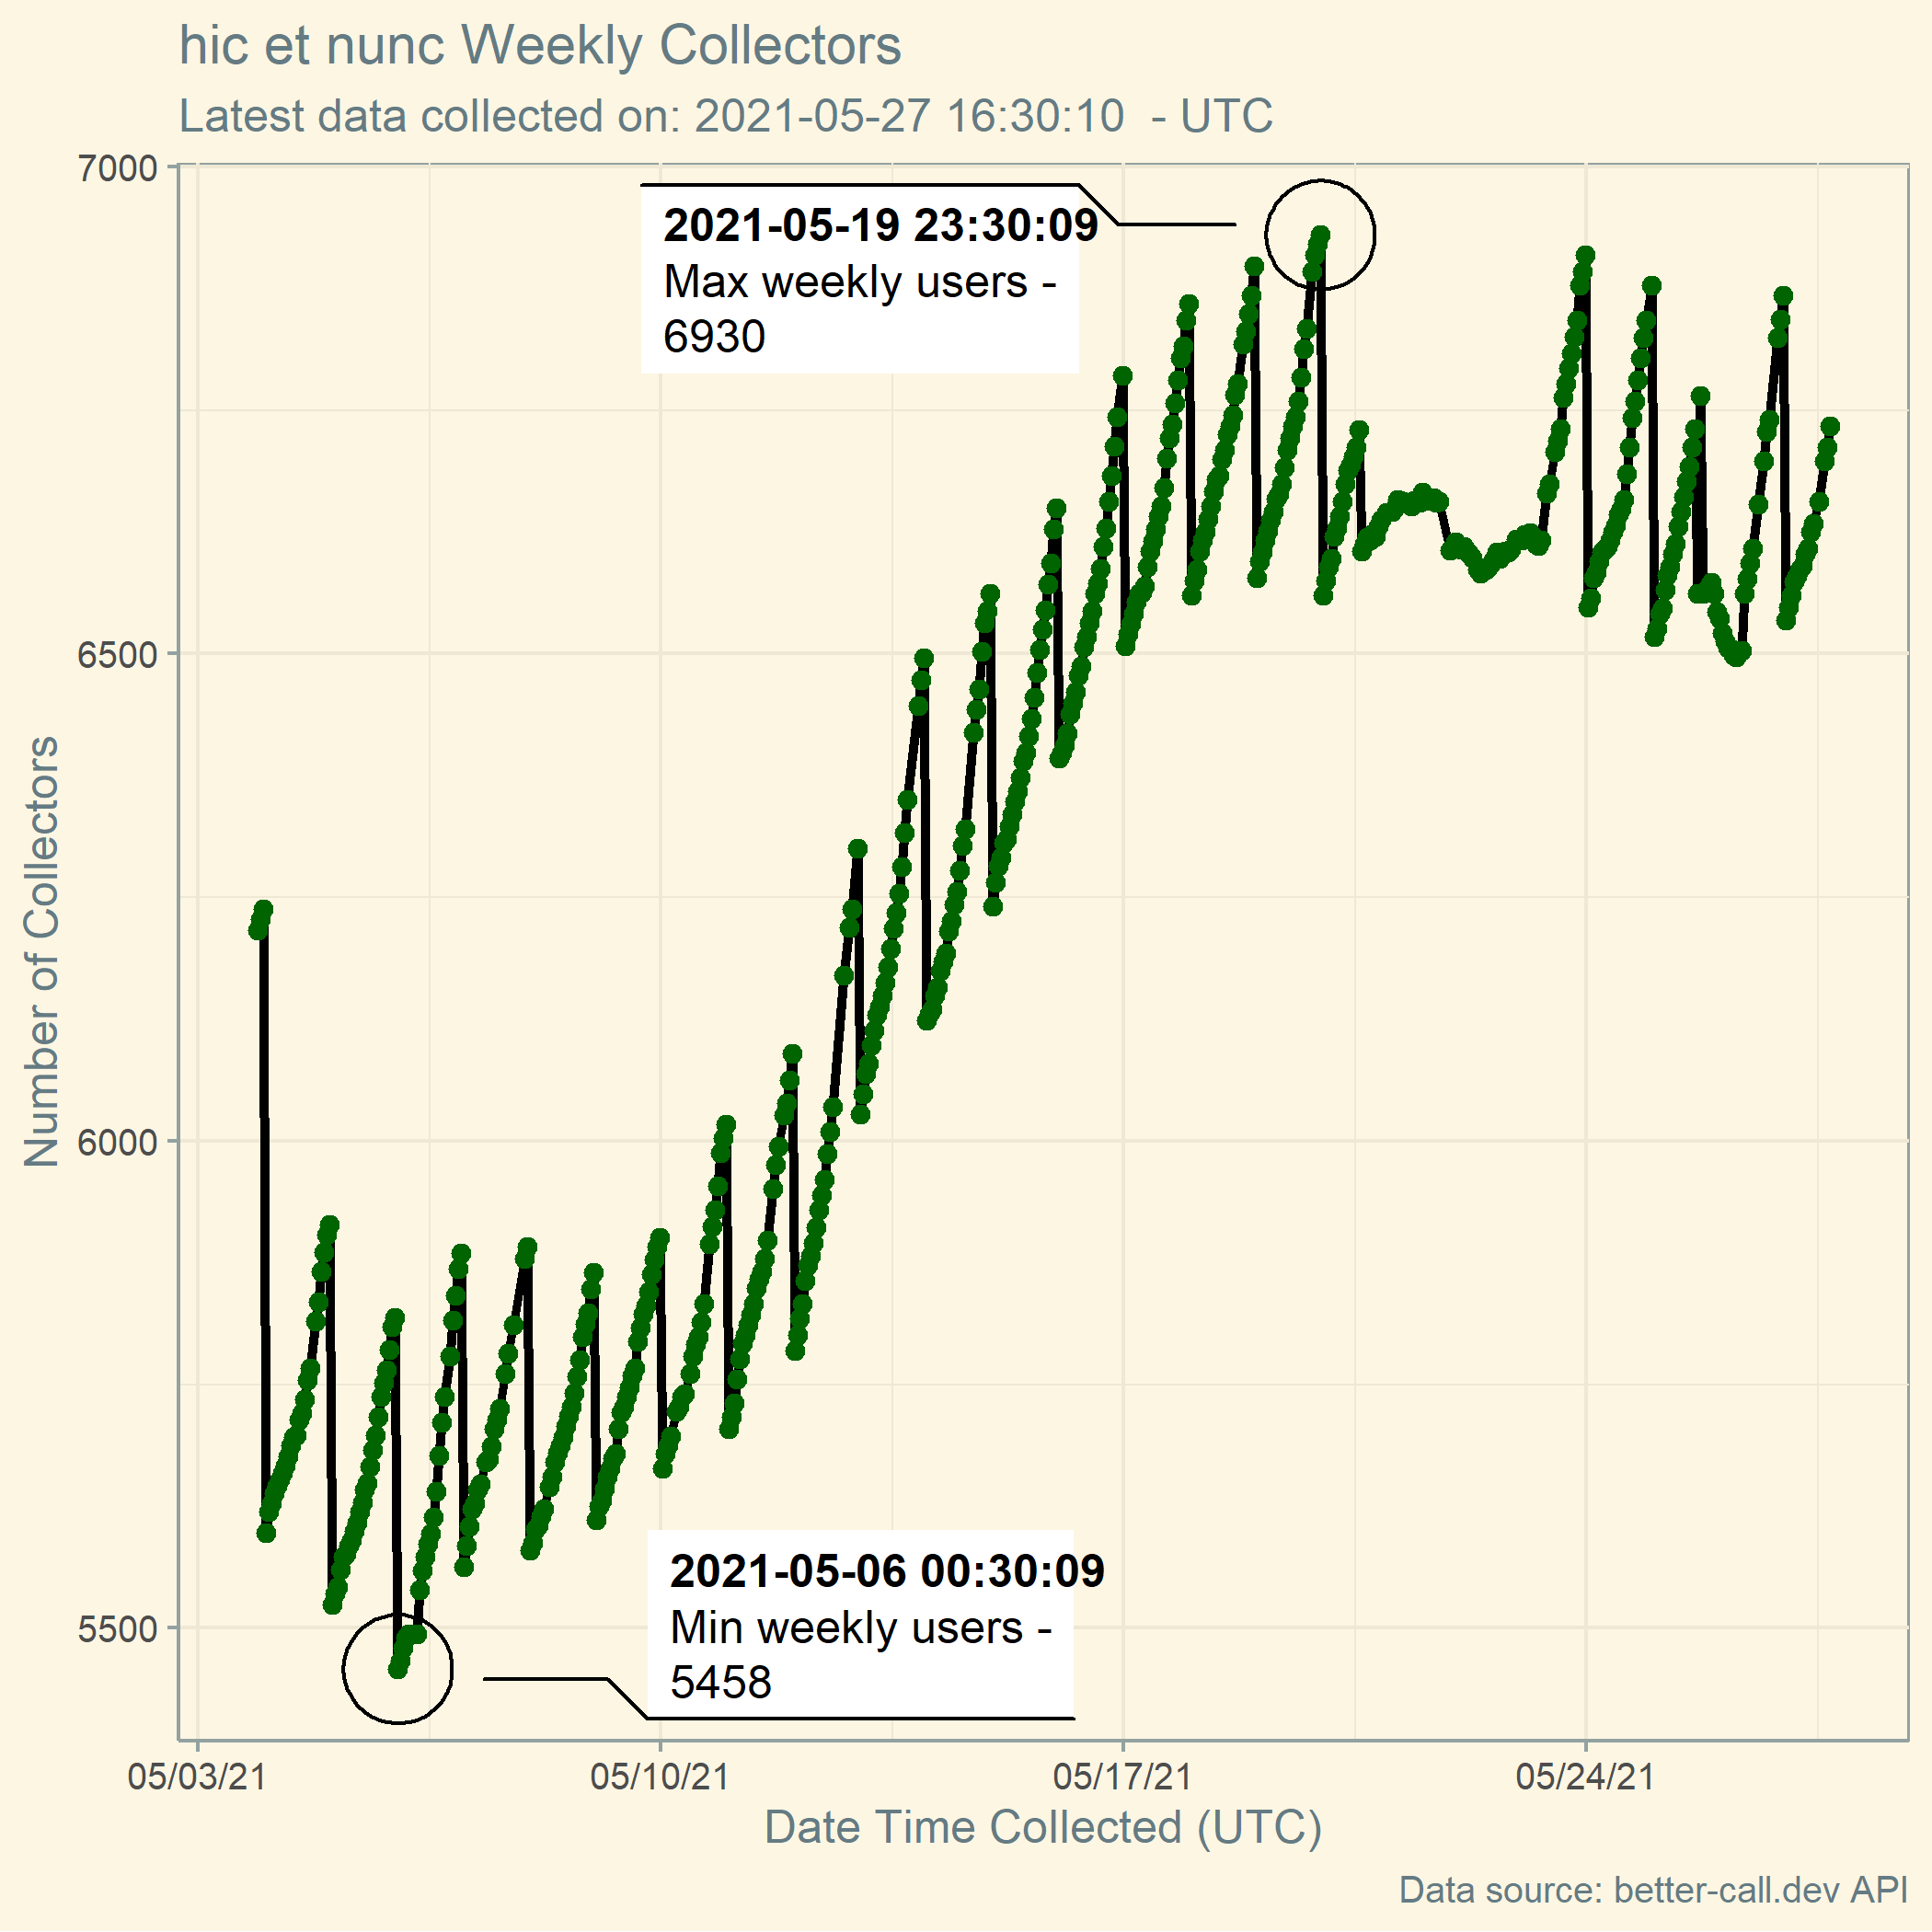 hic et nunc Weekly Collectors
Latest data collected on: 2021-05-27 16:30:10  - UTC
7000
2021-05-19 23:30:09
Max weekly users -
6930
6500
Number of Collectors
6000
2021-05-06 00:30:09
Min weekly users -
5458
5500
05/03/21
05/10/21
05/17/21
05/24/21
Date Time Collected (UTC)
Data source: better-call.dev API